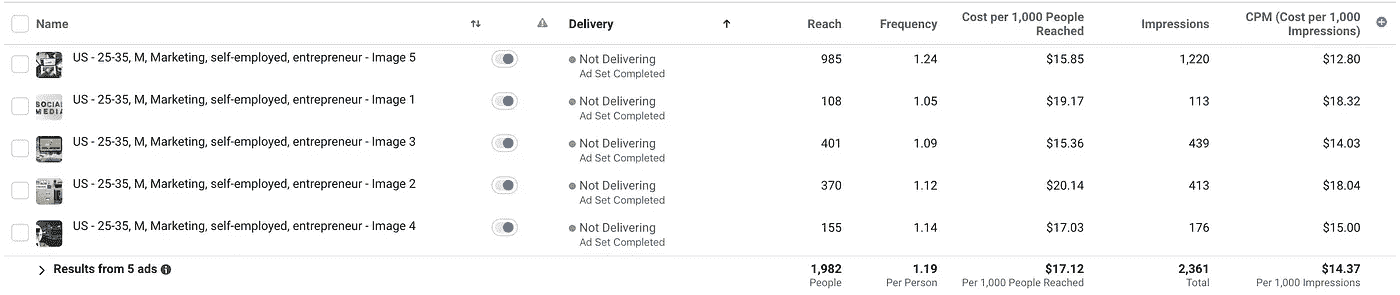 Name Delivery Reach Frequency Cost per 1,000 People Reached Impressions CPM (Cost per 1,000 Impressions)
US - 25-35, M, Marketing, self-employed, entrepreneur - Image 5 Not Delivering 985 1.24 $15.85 1,220 $12.80
Ad Set Completed
SOCIAL MEDIA
US - 25-35, M, Marketing, self-employed, entrepreneur - Image 1 Not Delivering 108 1.05 $19.17 113 $18.32
Ad Set Completed
US - 25-35, M, Marketing, self-employed, entrepreneur - Image 3 Not Delivering 401 1.09 $15.36 439 $14.03
Ad Set Completed
US - 25-35, M, Marketing, self-employed, entrepreneur - Image 2 Not Delivering 370 1.12 $20.14 413 $18.04
Ad Set Completed
US - 25-35, M, Marketing, self-employed, entrepreneur - Image 4 Not Delivering 155 1.14 $17.03 176 $15.00
Ad Set Completed
Results from 5 ads 1,982 1.19 $17.12 2,361 $14.37
People Per Person Per 1,000 People Reached Total Per 1,000 Impressions